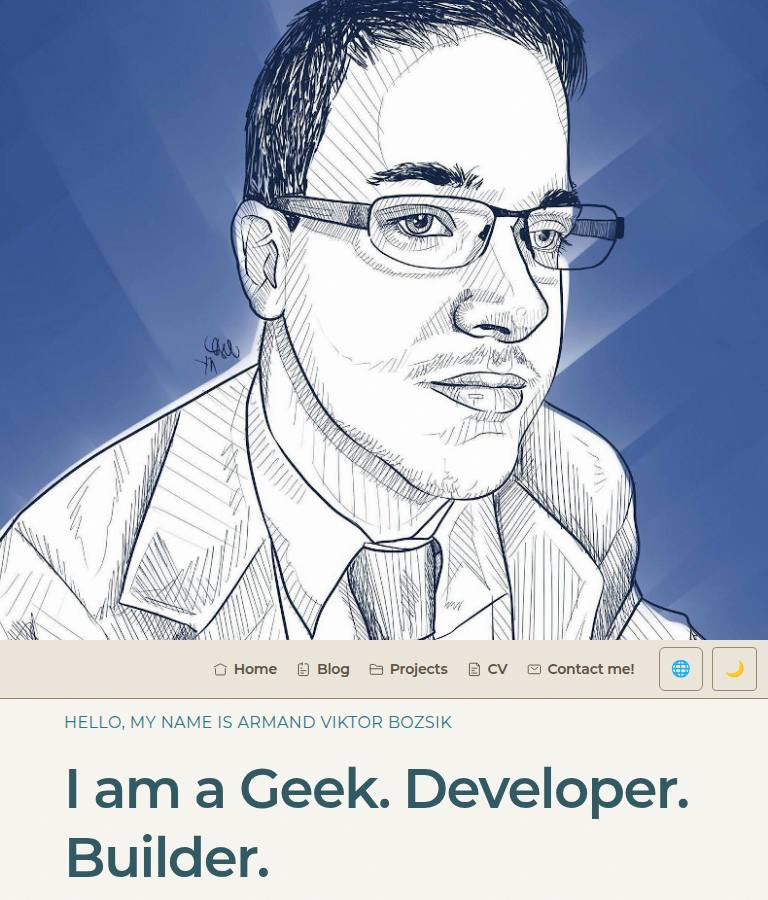 Home Blog Projects CV Contact me!
HELLO, MY NAME IS ARMAND VIKTOR BOZSIK
I am a Geek. Developer.
Builder.